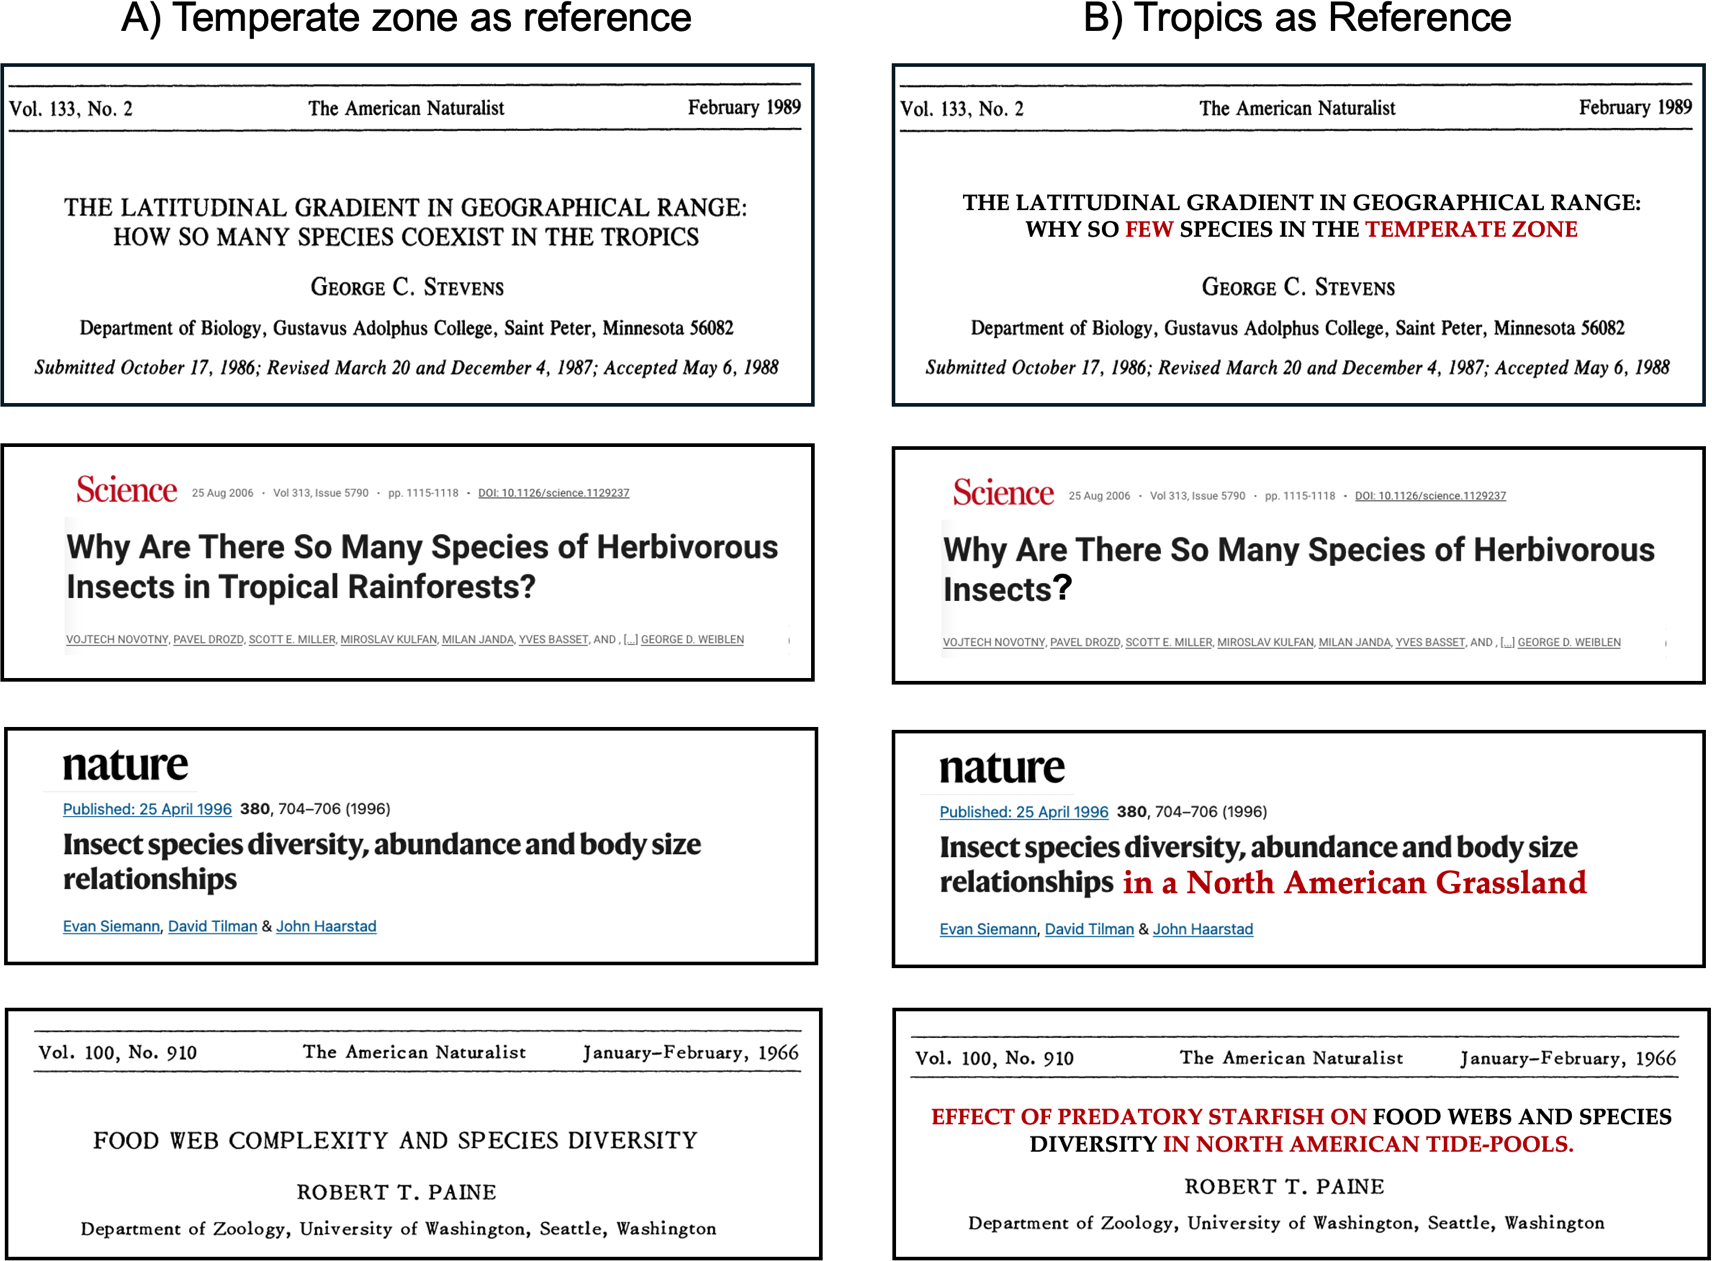 A) Temperate zone as reference
Vol. 133, No. 2 The American Naturalist February 1989
THE LATITUDINAL GRADIENT IN GEOGRAPHICAL RANGE:
HOW SO MANY SPECIES COEXIST IN THE TROPICS
GEORGE C. STEVENS
Department of Biology, Gustavus Adolphus College, Saint Peter, Minnesota 56082
Submitted October 17, 1986; Revised March 20 and December 4, 1987; Accepted May 6, 1988
Science 25 Aug 2006 • Vol 313, Issue 5790 • pp. 1115-1118 • DOI: 10.1126/science.1129237
Why Are There So Many Species of Herbivorous
Insects in Tropical Rainforests?
VOJTECH NOVOTNY, PAVEL DROZD, SCOTT E. MILLER, MIROSLAV KULFAN, MILAN JANDA, YVES BASSET, AND , [...] GEORGE D. WEIBLEN
nature
Published: 25 April 1996 380, 704–706 (1996)
Insect species diversity, abundance and body size
relationships
Evan Siemann, David Tilman & John Haarstad
Vol. 100, No. 910 The American Naturalist January–February, 1966
FOOD WEB COMPLEXITY AND SPECIES DIVERSITY
ROBERT T. PAINE
Department of Zoology, University of Washington, Seattle, Washington
B) Tropics as Reference
Vol. 133, No. 2 The American Naturalist February 1989
THE LATITUDINAL GRADIENT IN GEOGRAPHICAL RANGE:
WHY SO FEW SPECIES IN THE TEMPERATE ZONE
GEORGE C. STEVENS
Department of Biology, Gustavus Adolphus College, Saint Peter, Minnesota 56082
Submitted October 17, 1986; Revised March 20 and December 4, 1987; Accepted May 6, 1988
Science 25 Aug 2006 • Vol 313, Issue 5790 • pp. 1115-1118 • DOI: 10.1126/science.1129237
Why Are There So Many Species of Herbivorous
Insects?
VOJTECH NOVOTNY, PAVEL DROZD, SCOTT E. MILLER, MIROSLAV KULFAN, MILAN JANDA, YVES BASSET, AND , [...] GEORGE D. WEIBLEN
nature
Published: 25 April 1996 380, 704–706 (1996)
Insect species diversity, abundance and body size
relationships in a North American Grassland
Evan Siemann, David Tilman & John Haarstad
Vol. 100, No. 910 The American Naturalist January–February, 1966
EFFECT OF PREDATORY STARFISH ON FOOD WEBS AND SPECIES
DIVERSITY IN NORTH AMERICAN TIDE-POOLS.
ROBERT T. PAINE
Department of Zoology, University of Washington, Seattle, Washington